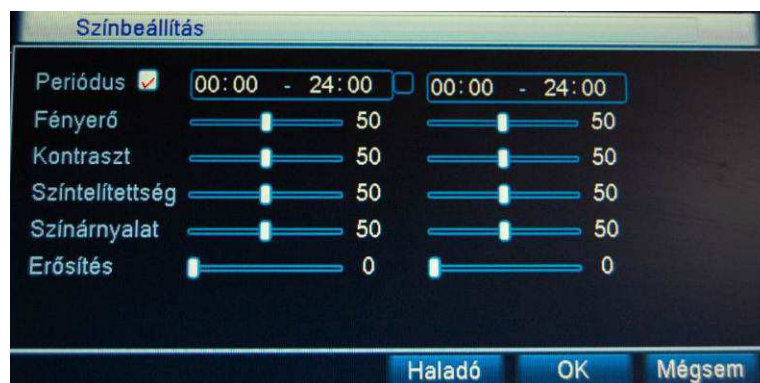 Színbeállítás
Periódus 00:00 - 24:00 00:00 - 24:00
Fényerő 50 50
Kontraszt 50 50
Színtelítettség 50 50
Színárnyalat 50 50
Erősítés 0 0
Haladó OK Mégsem